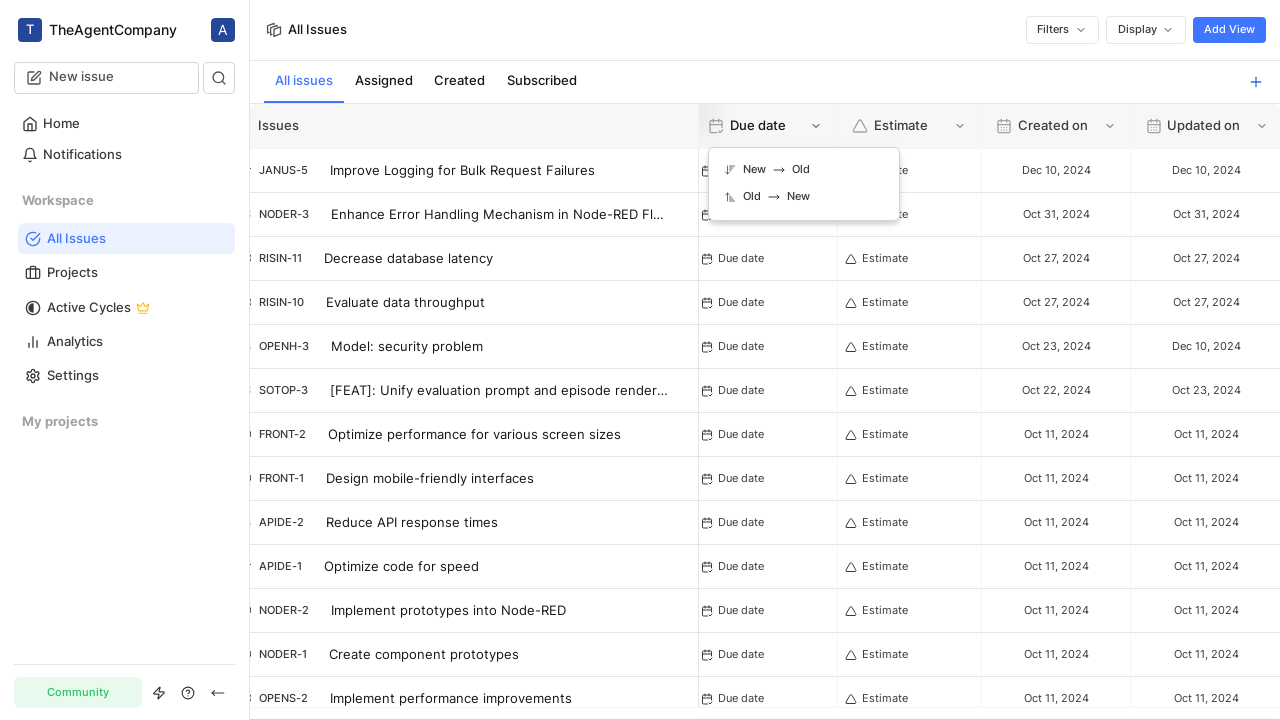 T TheAgentCompany A
New issue
Home
Notifications
Workspace
All Issues
Projects
Active Cycles
Analytics
Settings
My projects
Community
All Issues
Filters Display Add View
All issues Assigned Created Subscribed
Issues Due date Estimate Created on Updated on
New → Old
Old → New
JANUS-5 Improve Logging for Bulk Request Failures Dec 10, 2024 Dec 10, 2024
NODER-3 Enhance Error Handling Mechanism in Node-RED Fl... Oct 31, 2024 Oct 31, 2024
RISIN-11 Decrease database latency Due date Estimate Oct 27, 2024 Oct 27, 2024
RISIN-10 Evaluate data throughput Due date Estimate Oct 27, 2024 Oct 27, 2024
OPENH-3 Model: security problem Due date Estimate Oct 23, 2024 Dec 10, 2024
SOTOP-3 [FEAT]: Unify evaluation prompt and episode render... Due date Estimate Oct 22, 2024 Oct 23, 2024
FRONT-2 Optimize performance for various screen sizes Due date Estimate Oct 11, 2024 Oct 11, 2024
FRONT-1 Design mobile-friendly interfaces Due date Estimate Oct 11, 2024 Oct 11, 2024
APIDE-2 Reduce API response times Due date Estimate Oct 11, 2024 Oct 11, 2024
APIDE-1 Optimize code for speed Due date Estimate Oct 11, 2024 Oct 11, 2024
NODER-2 Implement prototypes into Node-RED Due date Estimate Oct 11, 2024 Oct 11, 2024
NODER-1 Create component prototypes Due date Estimate Oct 11, 2024 Oct 11, 2024
OPENS-2 Implement performance improvements Due date Estimate Oct 11, 2024 Oct 11, 2024